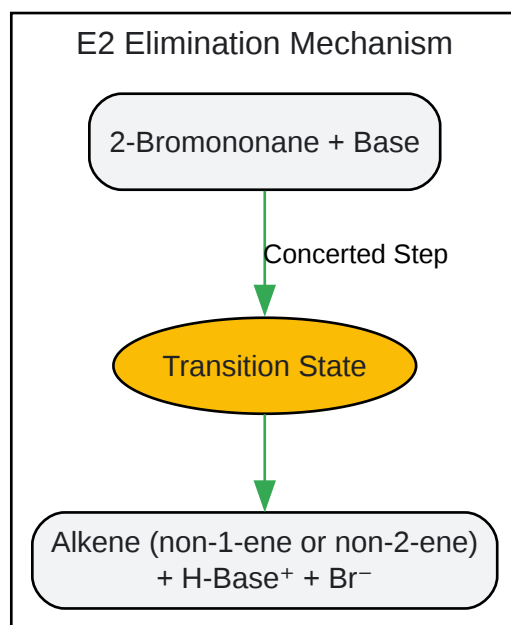 E2 Elimination Mechanism
2-Bromononane + Base
Concerted Step
Transition State
Alkene (non-1-ene or non-2-ene)
+ H-Base⁺ + Br⁻